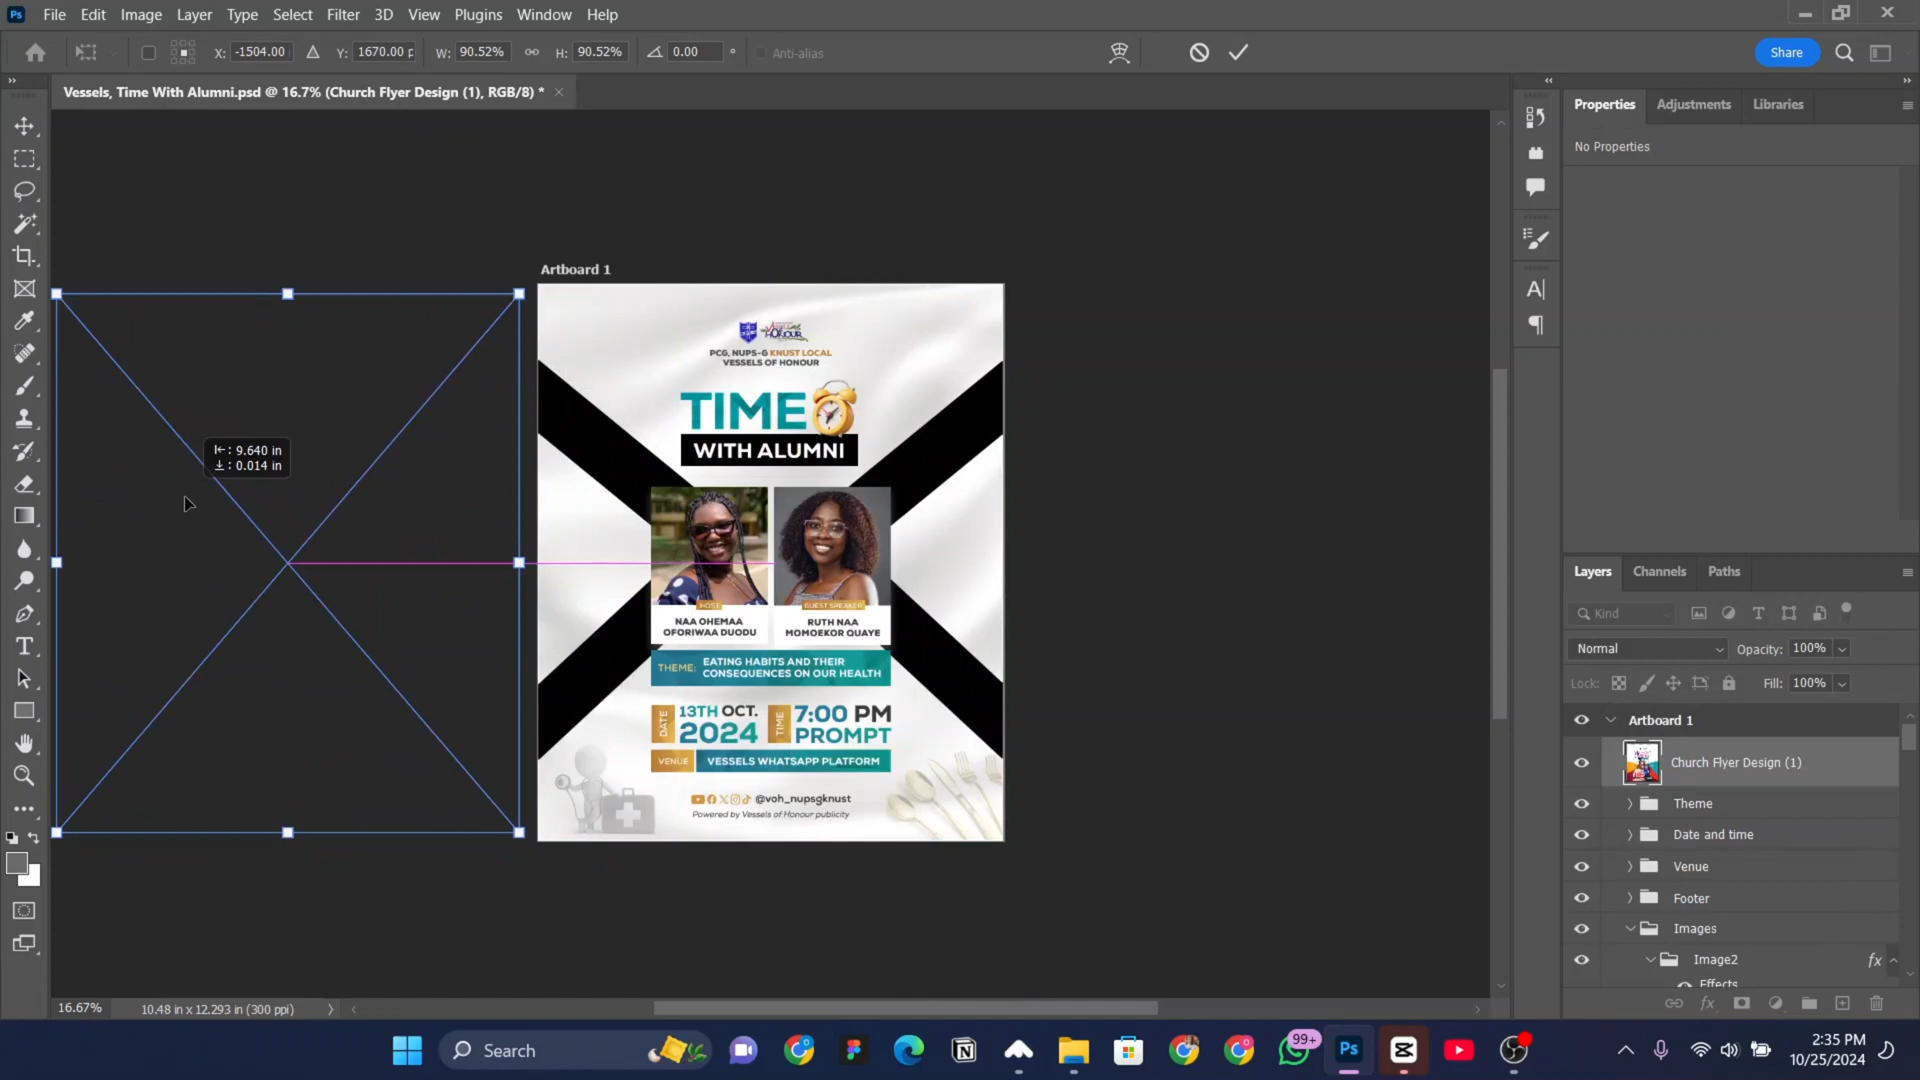 Ps File Edit Image Layer Type Select Filter 3D View Plugins Window Help
X: -1504.00 Y: 1670.00 p W: 90.52% H: 90.52% 0.00 ° Anti-alias Share
Vessels, Time With Alumni.psd @ 16.7% (Church Flyer Design (1), RGB/8) * ×
Properties Adjustments Libraries
No Properties
Artboard 1
HONOUR
PCG, NUPS-G KNUST LOCAL
VESSELS OF HONOUR
TIME
WITH ALUMNI
: 9.640 in
: 0.014 in
HOST
GUEST SPEAKER
NAA OHEMAA
OFORIWAA DUODU
RUTH NAA
MOMOEKOR QUAYE
THEME:
EATING HABITS AND THEIR
CONSEQUENCES ON OUR HEALTH
DATE
13TH OCT.
2024
TIME
7:00 PM
PROMPT
VENUE
VESSELS WHATSAPP PLATFORM
@voh_nupsgknust
Powered by Vessels of Honour publicity
Layers Channels Paths
Kind
Normal Opacity: 100%
Lock: Fill: 100%
Artboard 1
Church Flyer Design (1)
Theme
Date and time
Venue
Footer
Images
Image2 fx
Effects
fx
16.67% 10.48 in x 12.293 in (300 ppi)
Search
99+
Ps
2:35 PM
10/25/2024